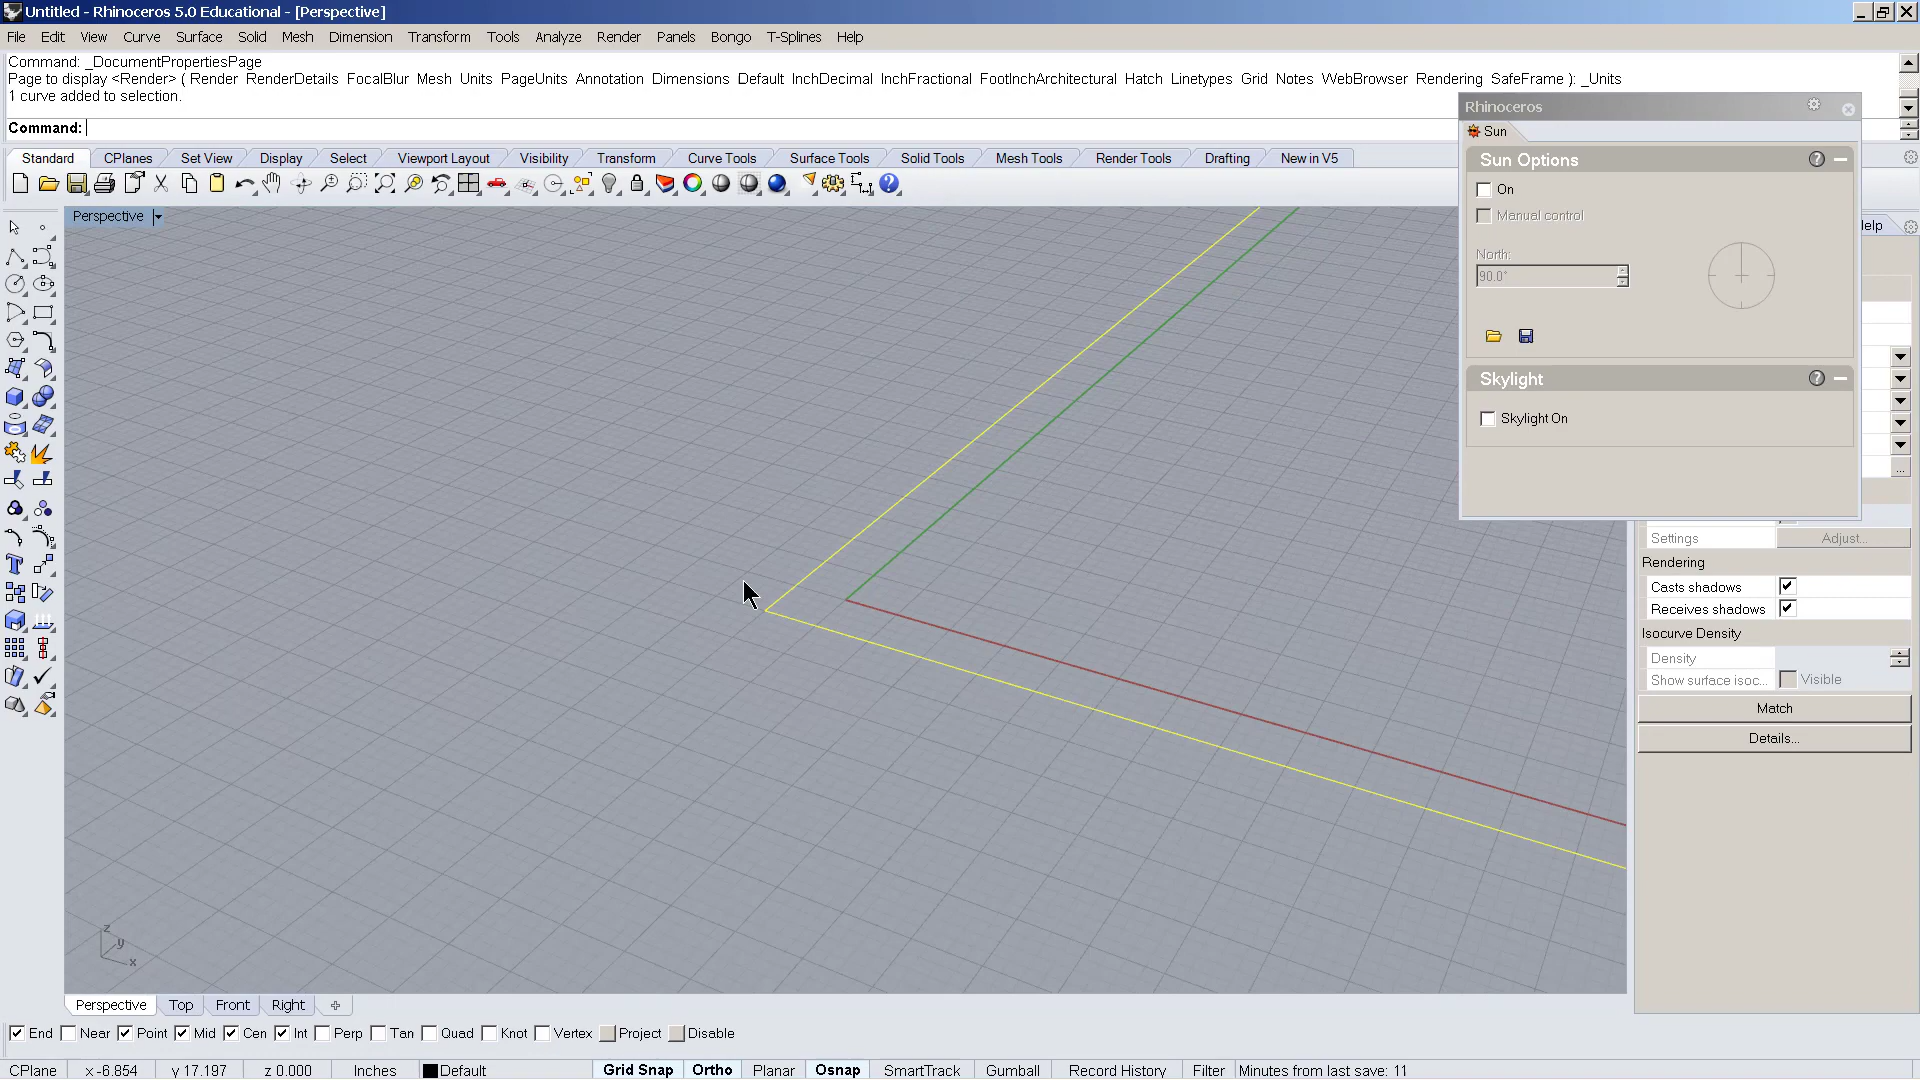 Untitled - Rhinoceros 5.0 Educational - [Perspective]
File Edit View Curve Surface Solid Mesh Dimension Transform Tools Analyze Render Panels Bongo T-Splines Help
Command: _DocumentPropertiesPage
Page to display <Render> ( Render RenderDetails FocalBlur Mesh Units PageUnits Annotation Dimensions Default InchDecimal InchFractional FootInchArchitectural Hatch Linetypes Grid Notes WebBrowser Rendering SafeFrame ): _Units
1 curve added to selection.
Command:
Standard CPlanes Set View Display Select Viewport Layout Visibility Transform Curve Tools Surface Tools Solid Tools Mesh Tools Render Tools Drafting New in V5
Perspective
Rhinoceros
Sun
Sun Options
On
Manual control
North:
90.0°
Skylight
Skylight On
Settings Adjust...
Rendering
Casts shadows
Receives shadows
Isocurve Density
Density
Show surface isoc... Visible
Match
Details...
z
y
x
Perspective Top Front Right
End Near Point Mid Cen Int Perp Tan Quad Knot Vertex Project Disable
CPlane x -6.854 y 17.197 z 0.000 Inches Default Grid Snap Ortho Planar Osnap SmartTrack Gumball Record History Filter Minutes from last save: 11